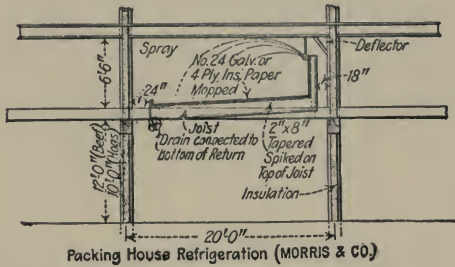 Spray
Deflector
No.24 Galv. or
4 Ply, Ins. Paper
Mopped
18"
24"
6'-6"
Joist
Drain connected to
Bottom of Return
2"x8"
Tapered
Spiked on
Top of Joist
Insulation
12'-0" (Beef)
10'-0" (Hogs)
20'-0"
Packing House Refrigeration (MORRIS & CO.)